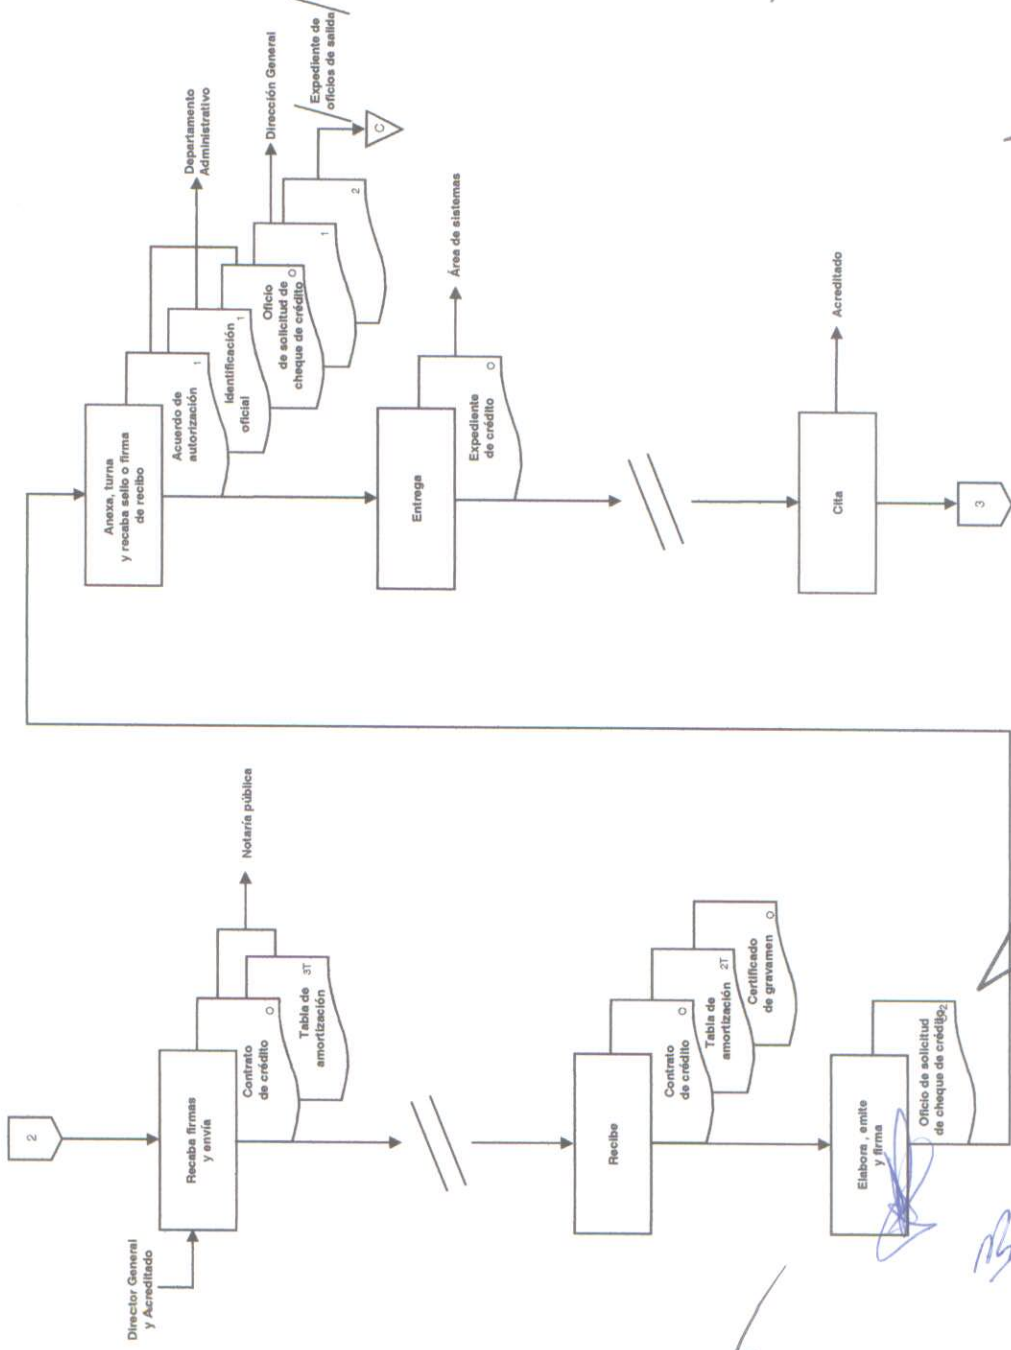 2
Director General
y Acreditado
Recaba firmas
y envía
Contrato
de crédito
O
Tabla de
amortización
3T
Notaría pública
Recibe
Contrato
de crédito
O
Tabla de
amortización
2T
Certificado
de gravamen
O
Elabora , emite
y firma
Oficio de solicitud
de cheque de crédito
O2
Anexa, turna
y recaba sello o firma
de recibo
Acuerdo de
autorización
1
Identificación
oficial
1
Departamento
Administrativo
Oficio
de solicitud de
cheque de crédito
O
1
Dirección General
2
Expediente de
oficios de salida
C
Entrega
Expediente
de crédito
O
Área de sistemas
Cita
Acreditado
3